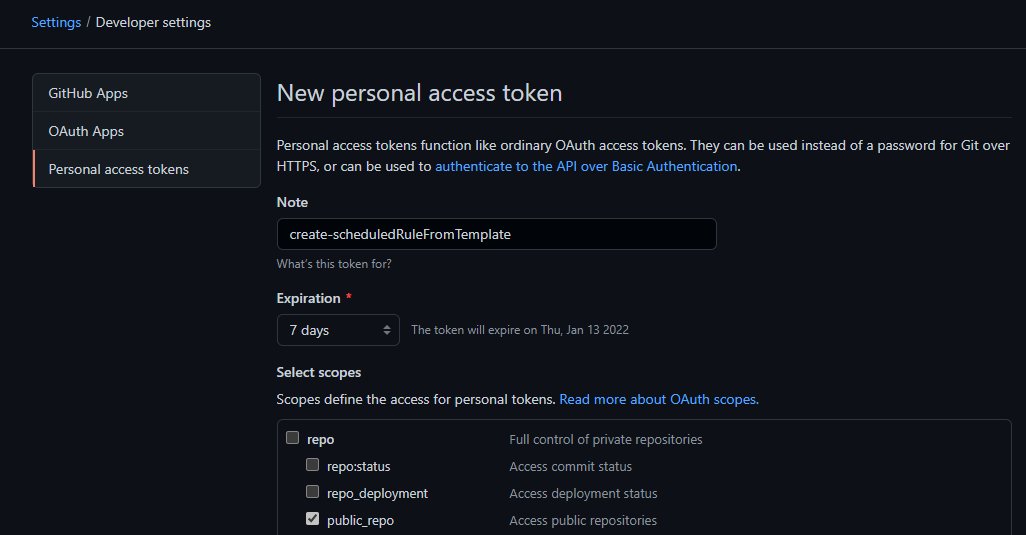 Settings / Developer settings
GitHub Apps
OAuth Apps
Personal access tokens
New personal access token
Personal access tokens function like ordinary OAuth access tokens. They can be used instead of a password for Git over
HTTPS, or can be used to authenticate to the API over Basic Authentication.
Note
create-scheduledRuleFromTemplate
What's this token for?
Expiration *
7 days The token will expire on Thu, Jan 13 2022
Select scopes
Scopes define the access for personal tokens. Read more about OAuth scopes.
repo Full control of private repositories
repo:status Access commit status
repo_deployment Access deployment status
public_repo Access public repositories